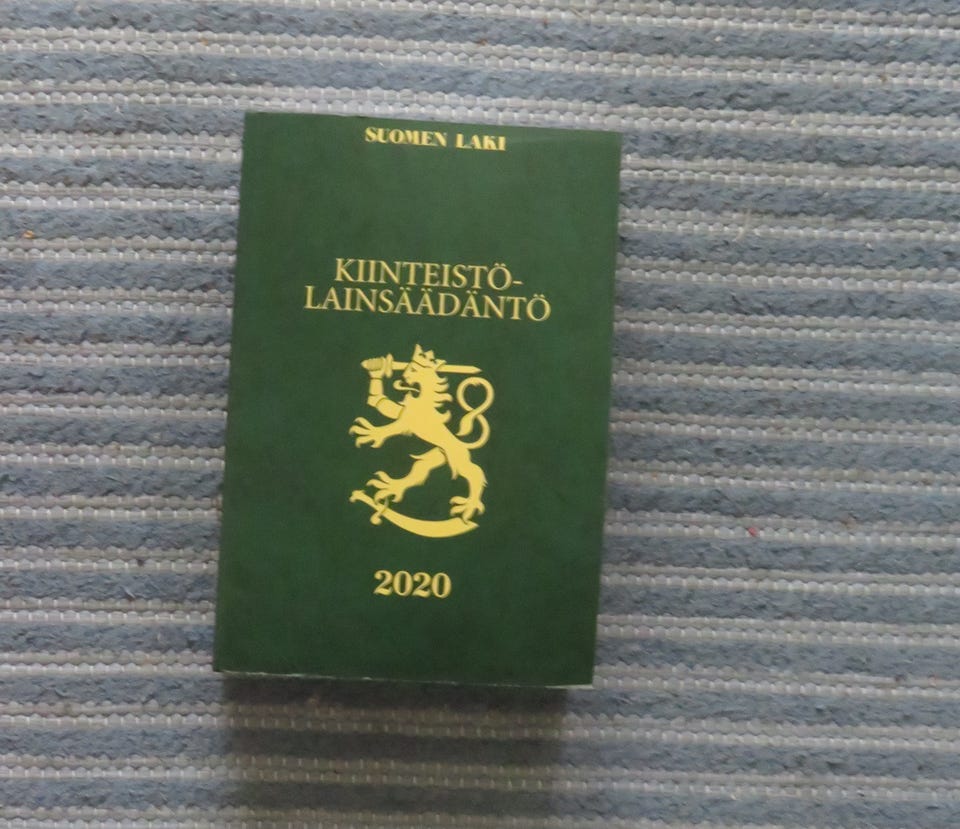 SUOMEN LAKI
KIINTEISTÖ-
LAINSÄÄDÄNTÖ
2020